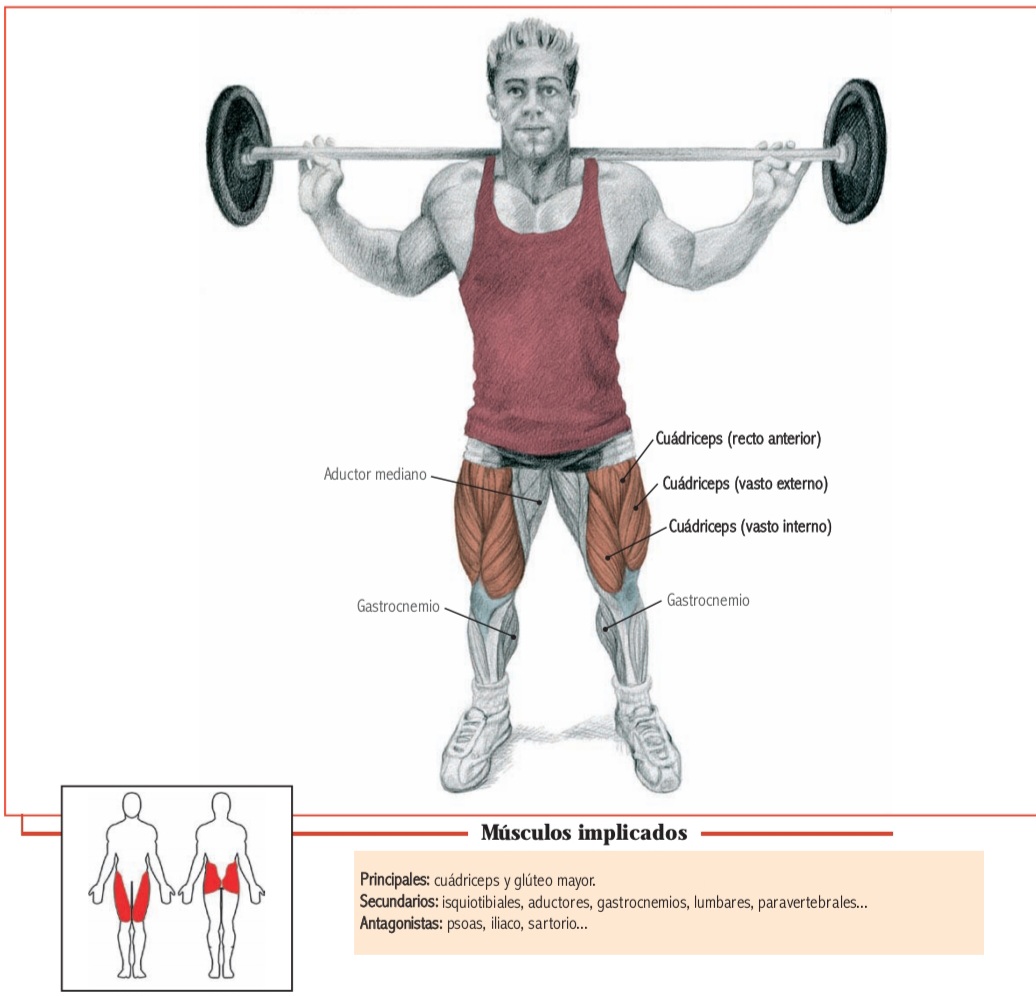 Cuádriceps (recto anterior)
Aductor mediano
Cuádriceps (vasto externo)
Cuádriceps (vasto interno)
Gastrocnemio
Gastrocnemio
Músculos implicados
Principales: cuádriceps y glúteo mayor.
Secundarios: isquiotibiales, aductores, gastrocnemios, lumbares, paravertebrales...
Antagonistas: psoas, iliaco, sartorio...